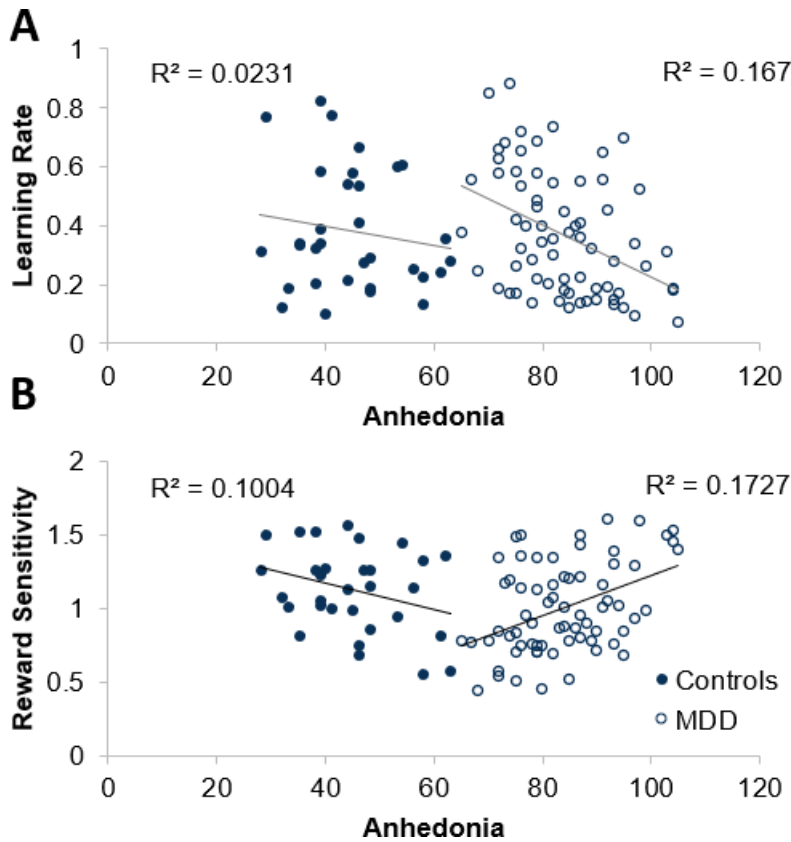 A
R² = 0.0231
R² = 0.167
Learning Rate
1
0.8
0.6
0.4
0.2
0
0 20 40 60 80 100 120
Anhedonia
B
R² = 0.1004
R² = 0.1727
Reward Sensitivity
2
1.5
1
0.5
0
Controls
MDD
0 20 40 60 80 100 120
Anhedonia